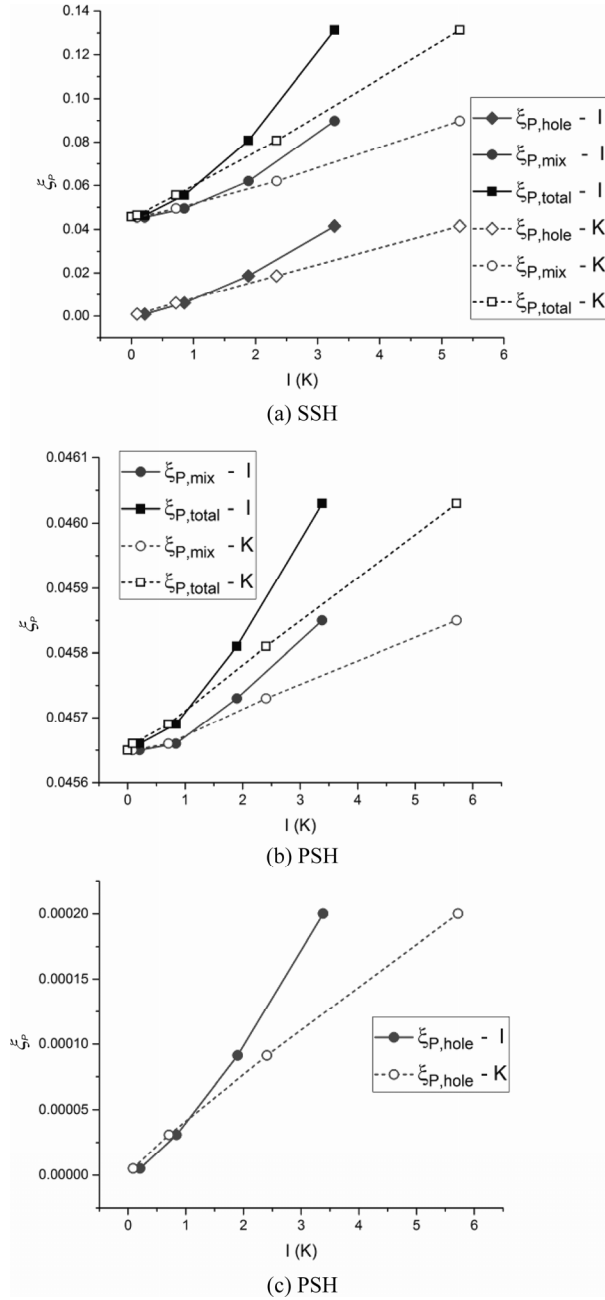 0.14
0.12
0.10
0.08
0.06
0.04
0.02
0.00
ξP
0 1 2 3 4 5 6
I (K)
ξP,hole - I
ξP,mix - I
ξP,total - I
ξP,hole - K
ξP,mix - K
ξP,total - K
(a) SSH
0.0461
0.0460
0.0459
0.0458
0.0457
0.0456
ξP
0 1 2 3 4 5 6
I (K)
ξP,mix - I
ξP,total - I
ξP,mix - K
ξP,total - K
(b) PSH
0.00020
0.00015
0.00010
0.00005
0.00000
ξP
0 1 2 3 4 5 6
I (K)
ξP,hole - I
ξP,hole - K
(c) PSH